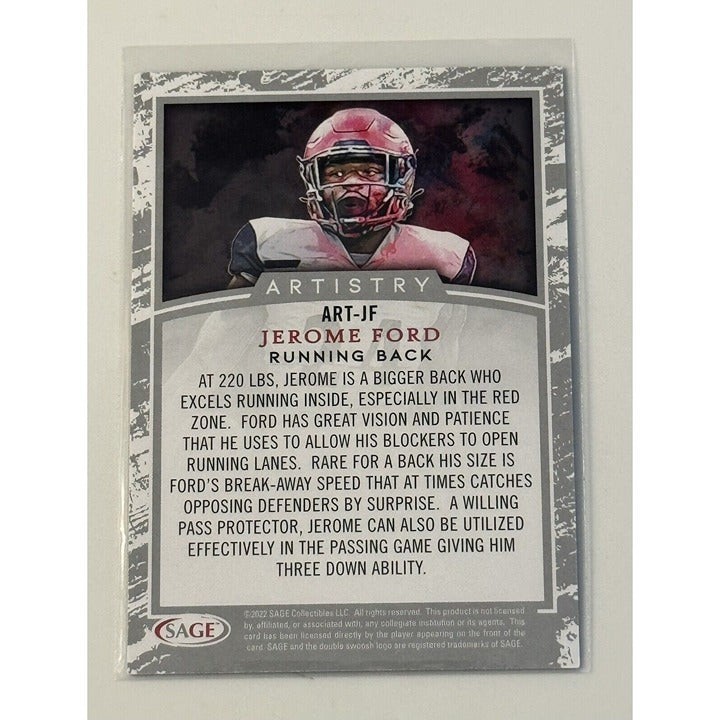 ARTISTRY
ART-JF
JEROME FORD
RUNNING BACK
AT 220 LBS, JEROME IS A BIGGER BACK WHO
EXCELS RUNNING INSIDE, ESPECIALLY IN THE RED
ZONE. FORD HAS GREAT VISION AND PATIENCE
THAT HE USES TO ALLOW HIS BLOCKERS TO OPEN
RUNNING LANES. RARE FOR A BACK HIS SIZE IS
FORD'S BREAK-AWAY SPEED THAT AT TIMES CATCHES
OPPOSING DEFENDERS BY SURPRISE. A WILLING
PASS PROTECTOR, JEROME CAN ALSO BE UTILIZED
EFFECTIVELY IN THE PASSING GAME GIVING HIM
THREE DOWN ABILITY.
SAGE
©2022 SAGE Collectibles LLC. All rights reserved. This product is not licensed
by, affiliated, or associated with, any collegiate institution or its agents. This
card has been licensed directly by the player appearing on the front of the
card. SAGE and the double swoosh logo are registered trademarks of SAGE.